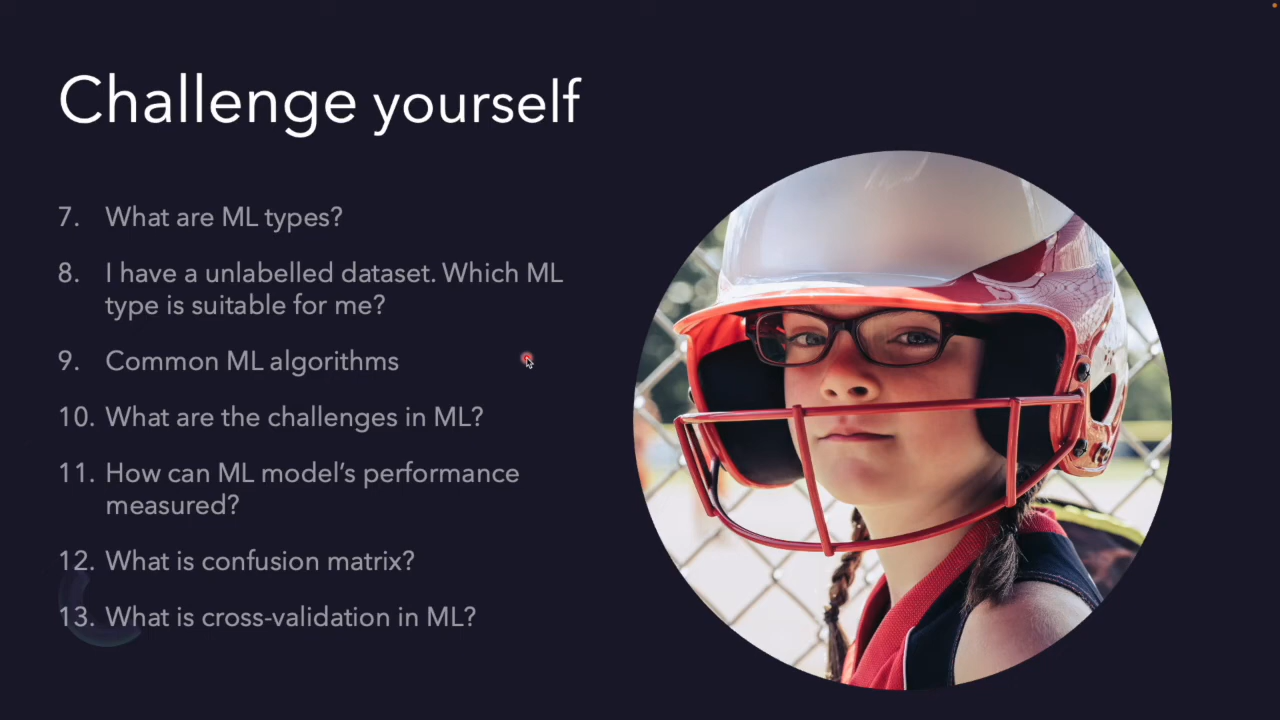 Challenge yourself
7. What are ML types?
8. I have a unlabelled dataset. Which ML
type is suitable for me?
9. Common ML algorithms
10. What are the challenges in ML?
11. How can ML model’s performance
measured?
12. What is confusion matrix?
13. What is cross-validation in ML?